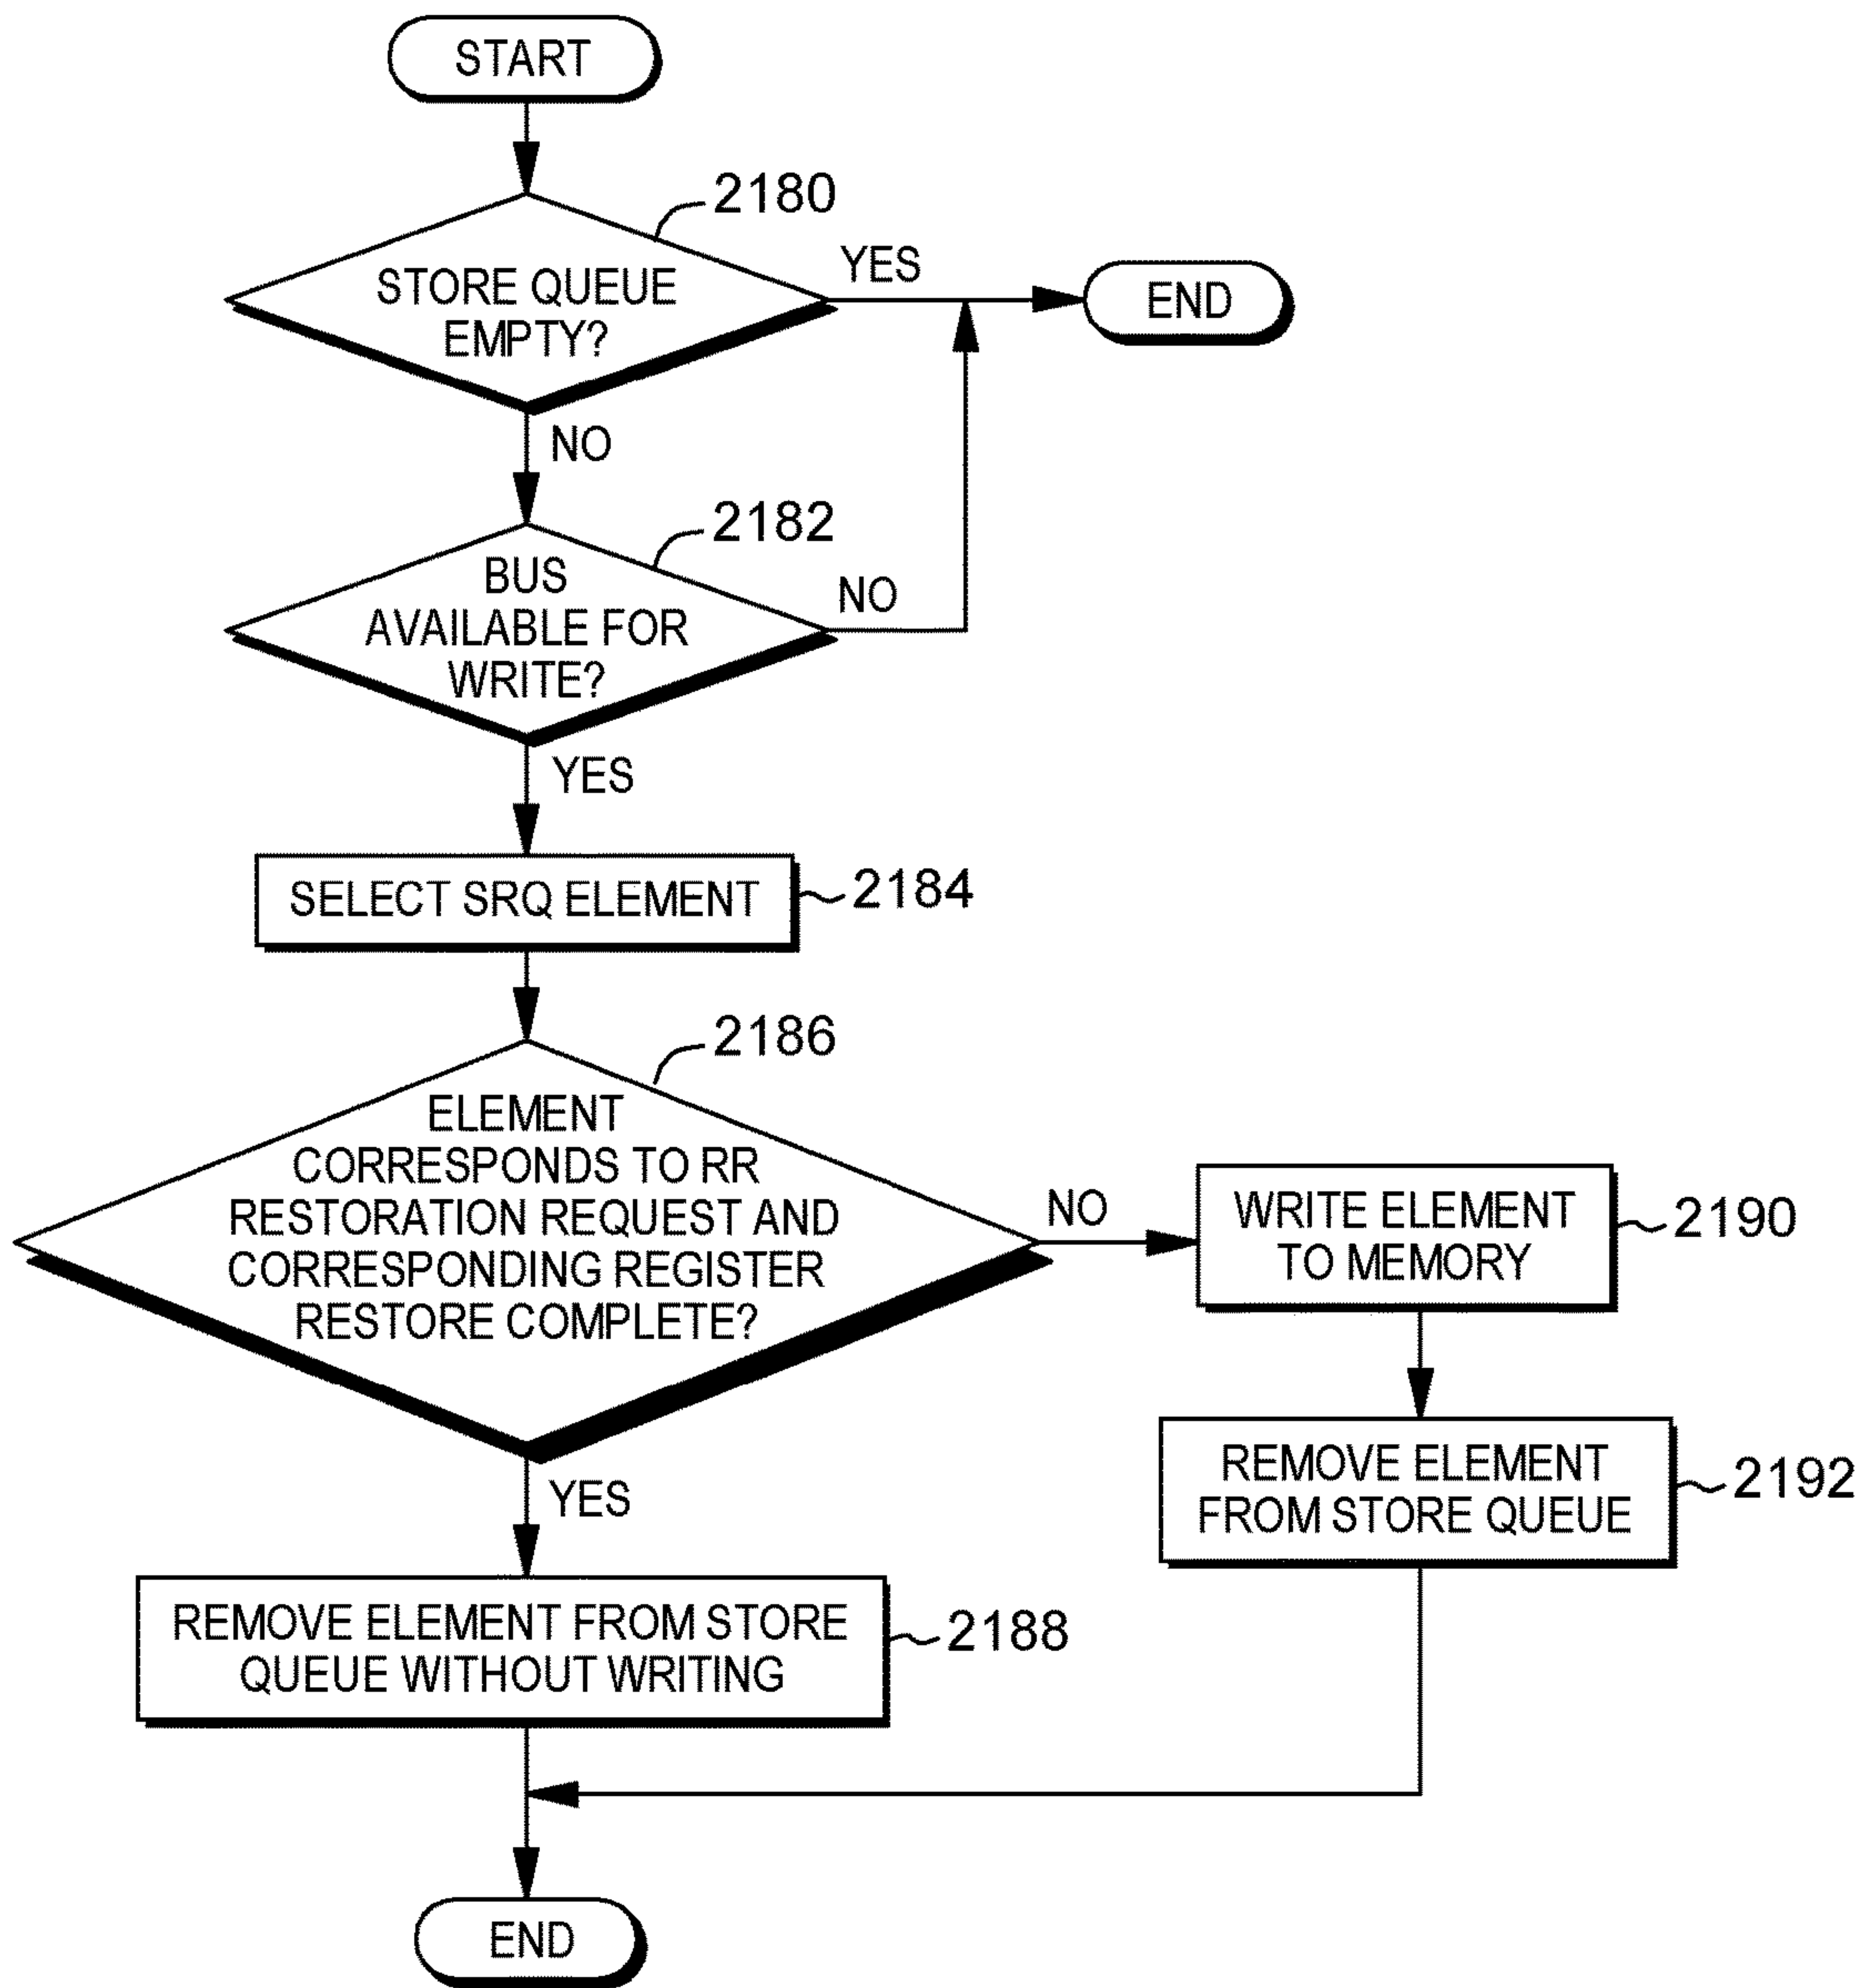 START
2180
STORE QUEUE
EMPTY?
YES
END
NO
2182
BUS
AVAILABLE FOR
WRITE?
NO
YES
SELECT SRQ ELEMENT
2184
2186
ELEMENT
CORRESPONDS TO RR
RESTORATION REQUEST AND
CORRESPONDING REGISTER
RESTORE COMPLETE?
NO
WRITE ELEMENT
TO MEMORY
2190
REMOVE ELEMENT
FROM STORE QUEUE
2192
YES
REMOVE ELEMENT FROM STORE
QUEUE WITHOUT WRITING
2188
END